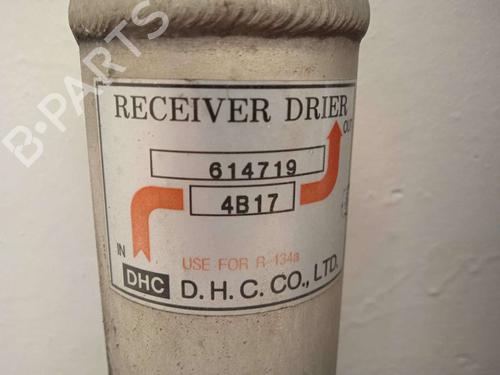 B-PARTS
RECEIVER DRIER
OUT
614719
4B17
IN
USE FOR R-134a
DHC D.H.C. CO., LTD.